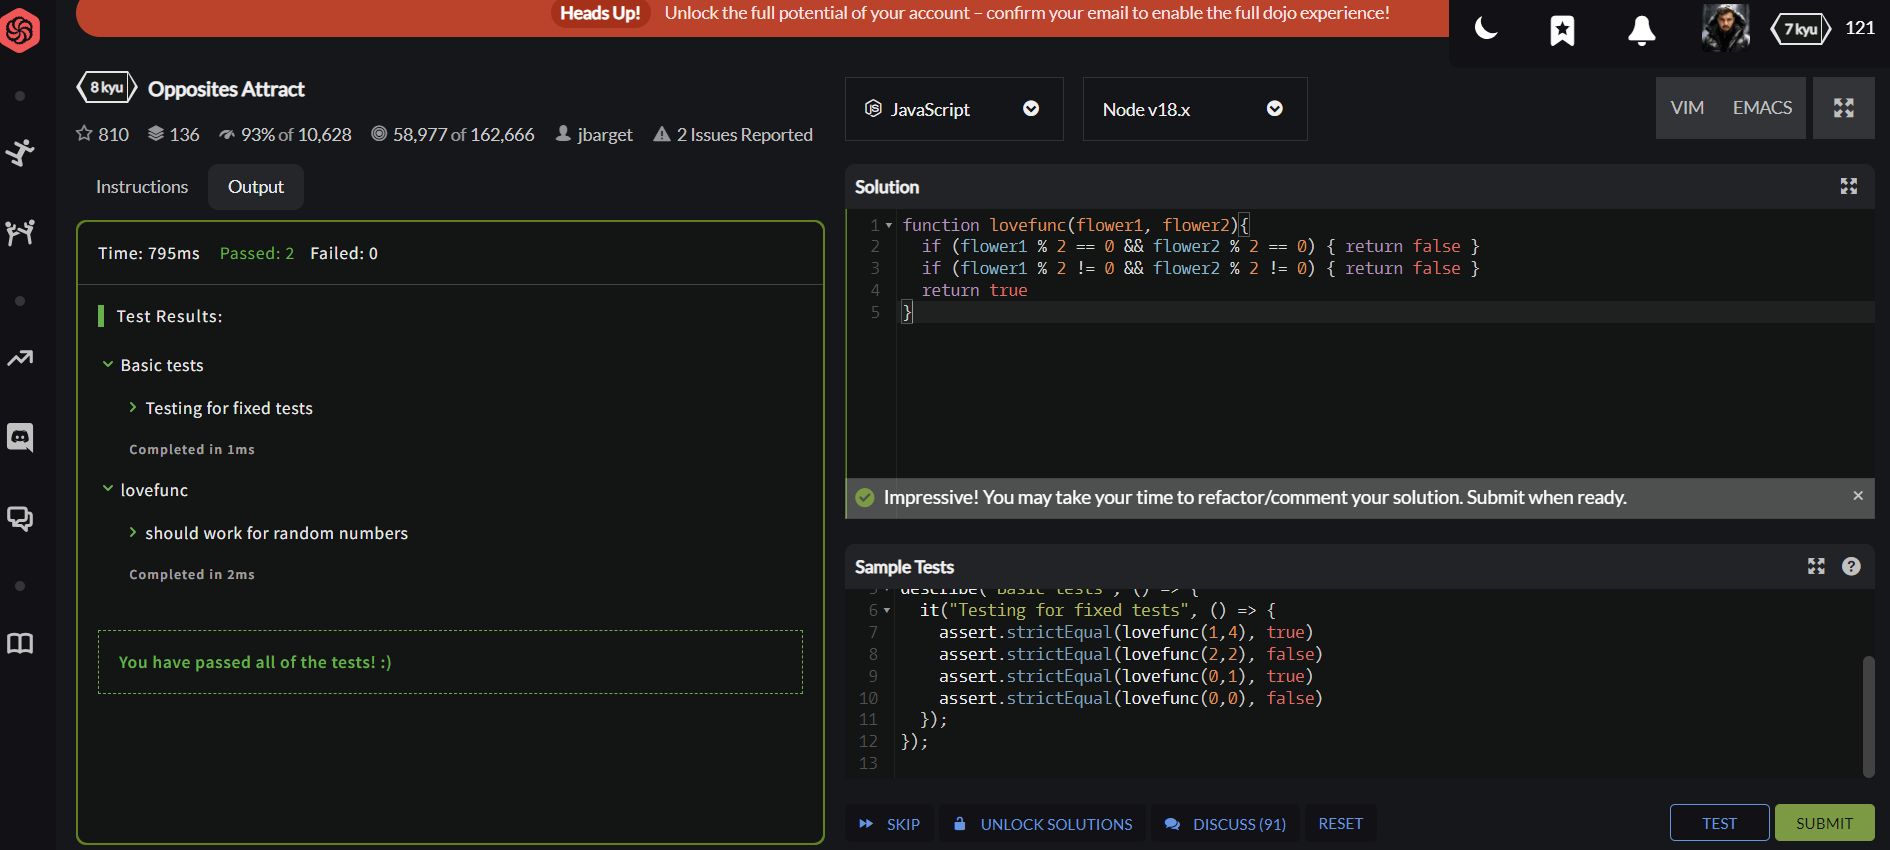 Heads Up! Unlock the full potential of your account – confirm your email to enable the full dojo experience!
7 kyu 121
8 kyu Opposites Attract
810 136 93% of 10,628 58,977 of 162,666 jbarget 2 Issues Reported
JavaScript
Node v18.x
VIM EMACS
Instructions Output
Time: 795ms Passed: 2 Failed: 0
Test Results:
Basic tests
Testing for fixed tests
Completed in 1ms
lovefunc
should work for random numbers
Completed in 2ms
You have passed all of the tests! :)
Solution
1 function lovefunc(flower1, flower2){
2 if (flower1 % 2 == 0 && flower2 % 2 == 0) { return false }
3 if (flower1 % 2 != 0 && flower2 % 2 != 0) { return false }
4 return true
5 }
Impressive! You may take your time to refactor/comment your solution. Submit when ready.
Sample Tests
5 describe("Basic tests", () => {
6 it("Testing for fixed tests", () => {
7 assert.strictEqual(lovefunc(1,4), true)
8 assert.strictEqual(lovefunc(2,2), false)
9 assert.strictEqual(lovefunc(0,1), true)
10 assert.strictEqual(lovefunc(0,0), false)
11 });
12 });
13
SKIP UNLOCK SOLUTIONS DISCUSS (91) RESET
TEST SUBMIT